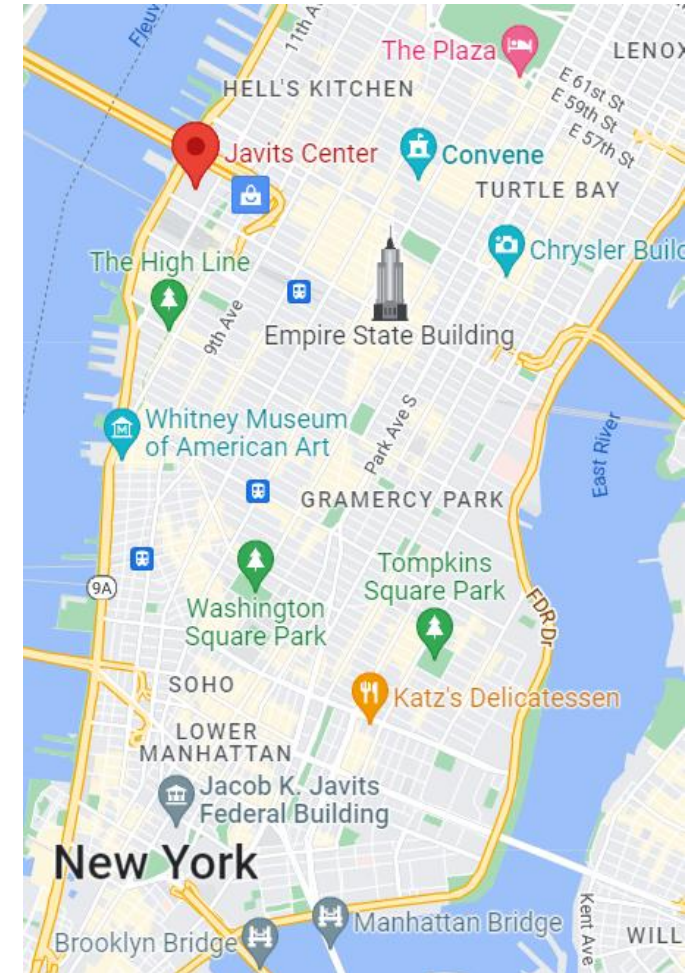 Fleuv
11th A
The Plaza
LENOX
HELL'S KITCHEN
E 61st St
E 59th St
E 57th St
Javits Center
Convene
TURTLE BAY
The High Line
Chrysler Build
9th Ave
Empire State Building
Whitney Museum
of American Art
Park Ave S
East River
GRAMERCY PARK
Tompkins
Square Park
9A
Washington
Square Park
FDR Dr
SOHO
Katz's Delicatessen
LOWER
MANHATTAN
Jacob K. Javits
Federal Building
New York
Kent Ave
Manhattan Bridge
Brooklyn Bridge
WILL